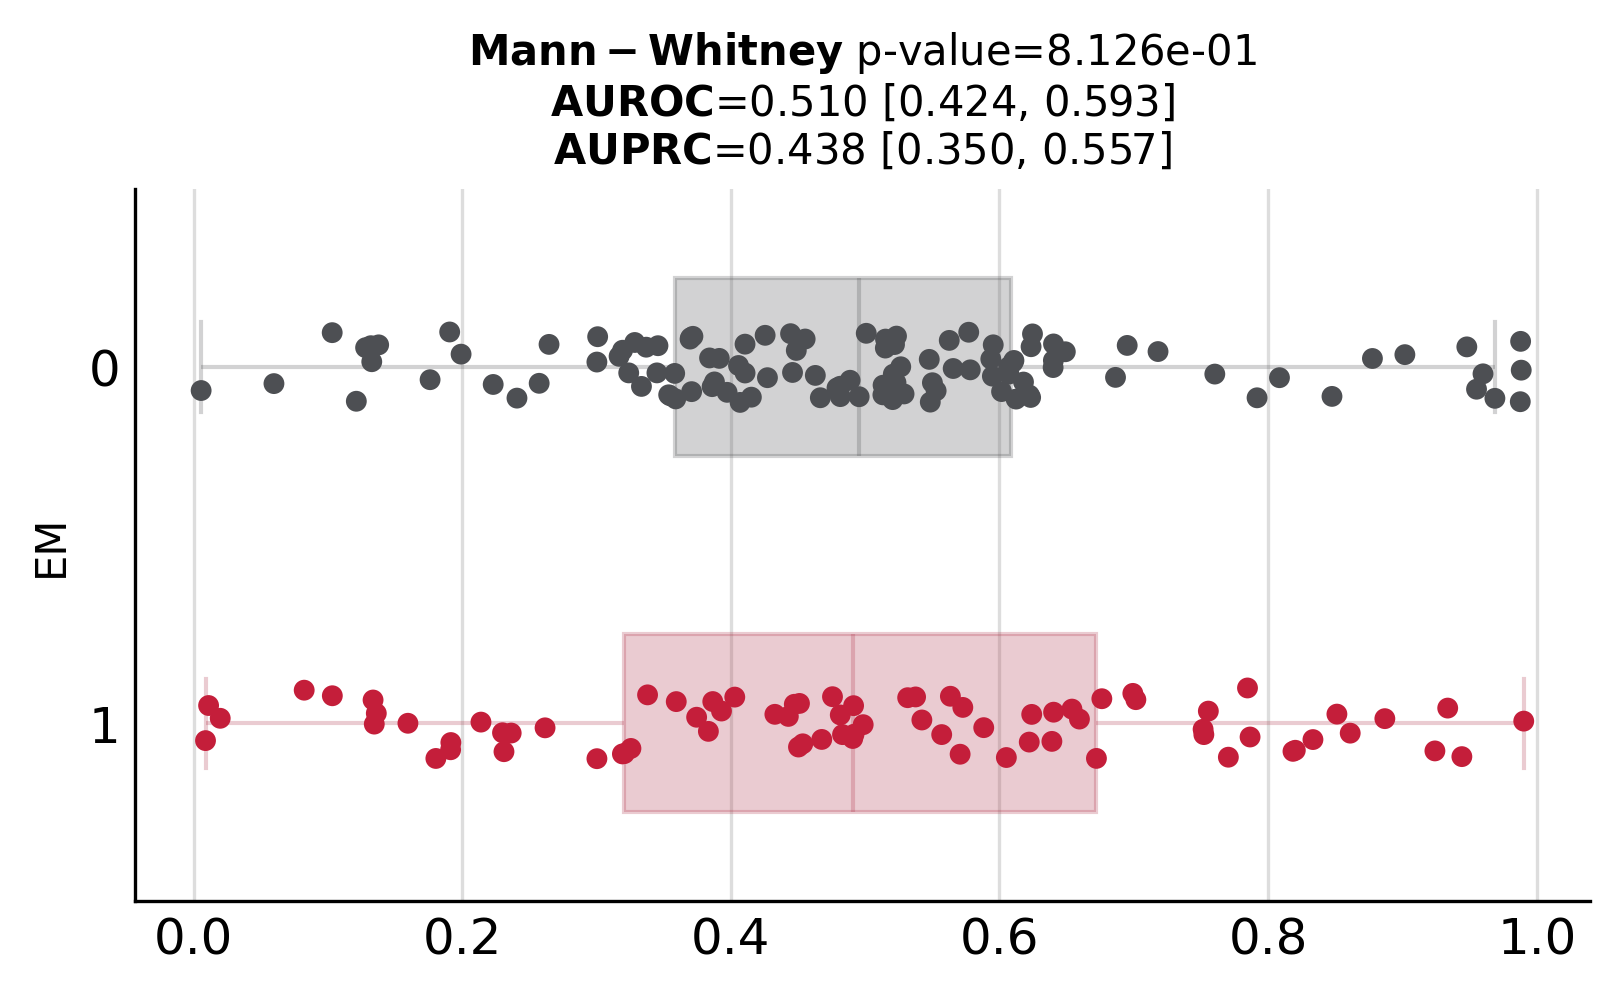 Mann − Whitney p-value=8.126e-01
AUROC=0.510 [0.424, 0.593]
AUPRC=0.438 [0.350, 0.557]
0
EM
1
0.0 0.2 0.4 0.6 0.8 1.0